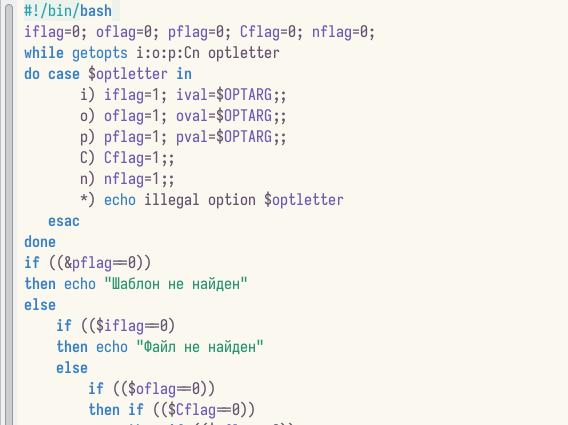 #!/bin/bash
iflag=0; oflag=0; pflag=0; Cflag=0; nflag=0;
while getopts i:o:p:Cn optletter
do case $optletter in
i) iflag=1; ival=$OPTARG;;
o) oflag=1; oval=$OPTARG;;
p) pflag=1; pval=$OPTARG;;
C) Cflag=1;;
n) nflag=1;;
*) echo illegal option $optletter
esac
done
if ((&pflag==0))
then echo "Шаблон не найден"
else
if (($iflag==0)
then echo "Файл не найден"
else
if (($oflag==0))
then if (($Cflag==0))